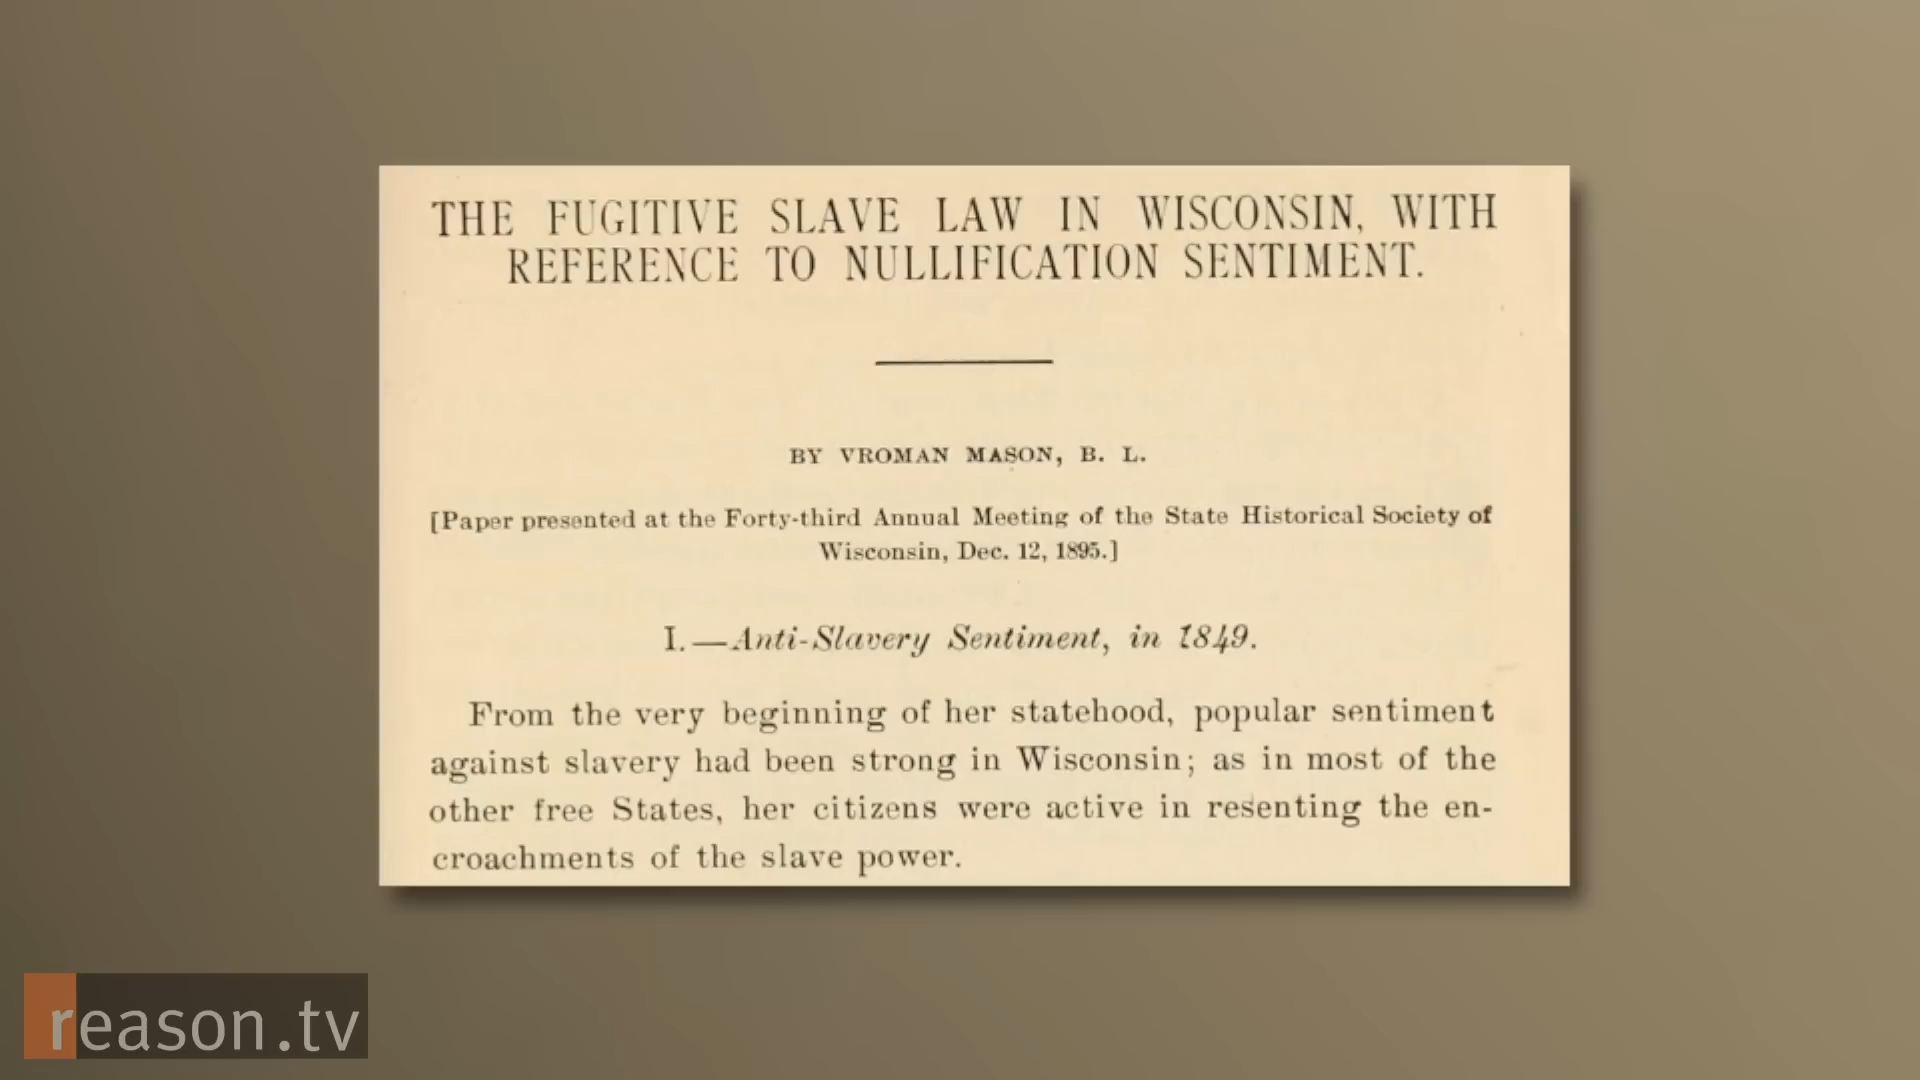 THE FUGITIVE SLAVE LAW IN WISCONSIN, WITH
REFERENCE TO NULLIFICATION SENTIMENT.
BY VROMAN MASON, B. L.
[Paper presented at the Forty-third Annual Meeting of the State Historical Society of
Wisconsin, Dec. 12, 1895.]
I.—Anti-Slavery Sentiment, in 1849.
From the very beginning of her statehood, popular sentiment
against slavery had been strong in Wisconsin; as in most of the
other free States, her citizens were active in resenting the en-
croachments of the slave power.
reason.tv